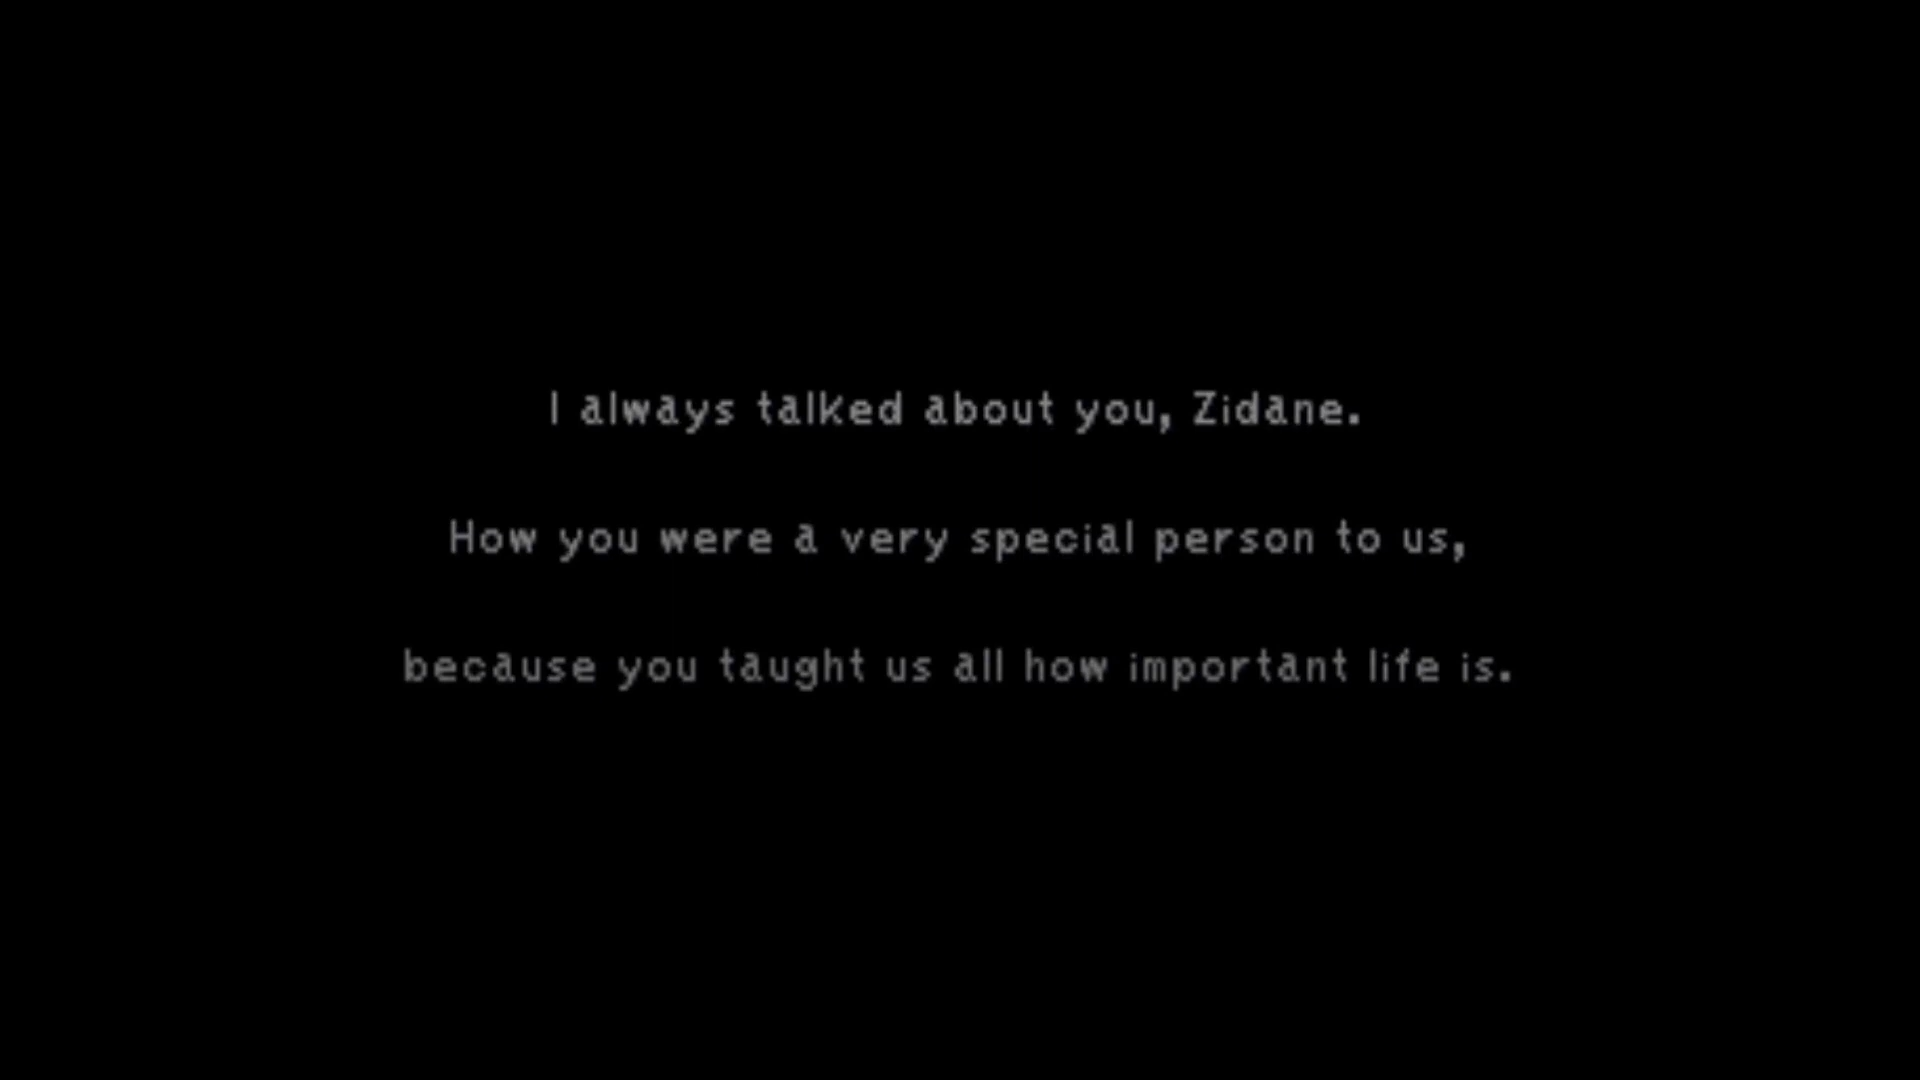 I always talked about you, Zidane.
How you were a very special person to us,
because you taught us all how important life is.